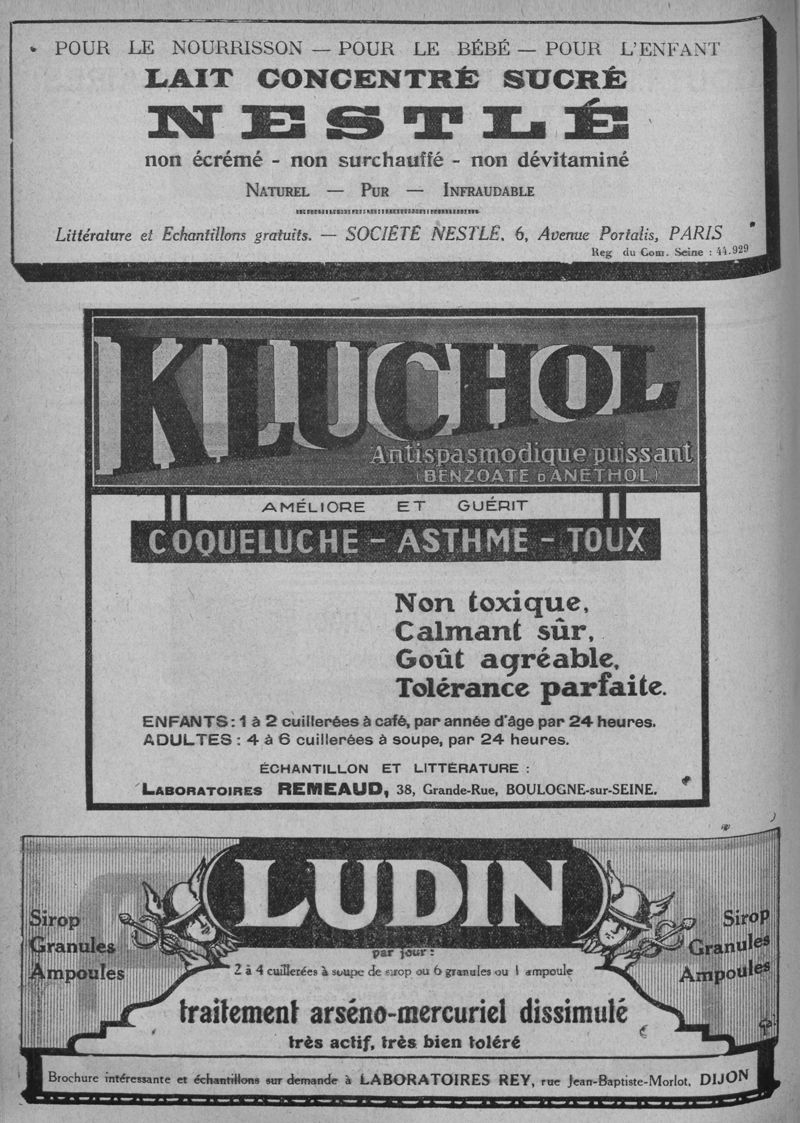 POUR LE NOURRISSON — POUR LE BÉBÉ — POUR L'ENFANT
LAIT CONCENTRÉ SUCRÉ
NESTLÉ
non écrémé - non surchauffé - non dévitaminé
NATUREL — PUR — INFRAUDABLE
Littérature et Echantillons gratuits. — SOCIÉTÉ NESTLÉ, 6, Avenue Portalis, PARIS
Reg du Com. Seine : 44.929
KLUCHOL
Antispasmodique puissant
(BENZOATE D'ANETHOL)
AMÉLIORE ET GUÉRIT
COQUELUCHE - ASTHME - TOUX
Non toxique,
Calmant sûr,
Goût agréable,
Tolérance parfaite.
ENFANTS : 1 à 2 cuillerées à café, par année d'âge par 24 heures.
ADULTES : 4 à 6 cuillerées à soupe, par 24 heures.
ÉCHANTILLON ET LITTÉRATURE :
LABORATOIRES REMEAUD, 38, Grande-Rue, BOULOGNE-sur-SEINE.
LUDIN
Sirop
Granules
Ampoules
Sirop
Granules
Ampoules
par jour :
2 à 4 cuillerées à soupe de sirop ou 6 granules ou 1 ampoule
traitement arséno-mercuriel dissimulé
très actif, très bien toléré
Brochure intéressante et échantillons sur demande à LABORATOIRES REY, rue Jean-Baptiste-Morlot, DIJON